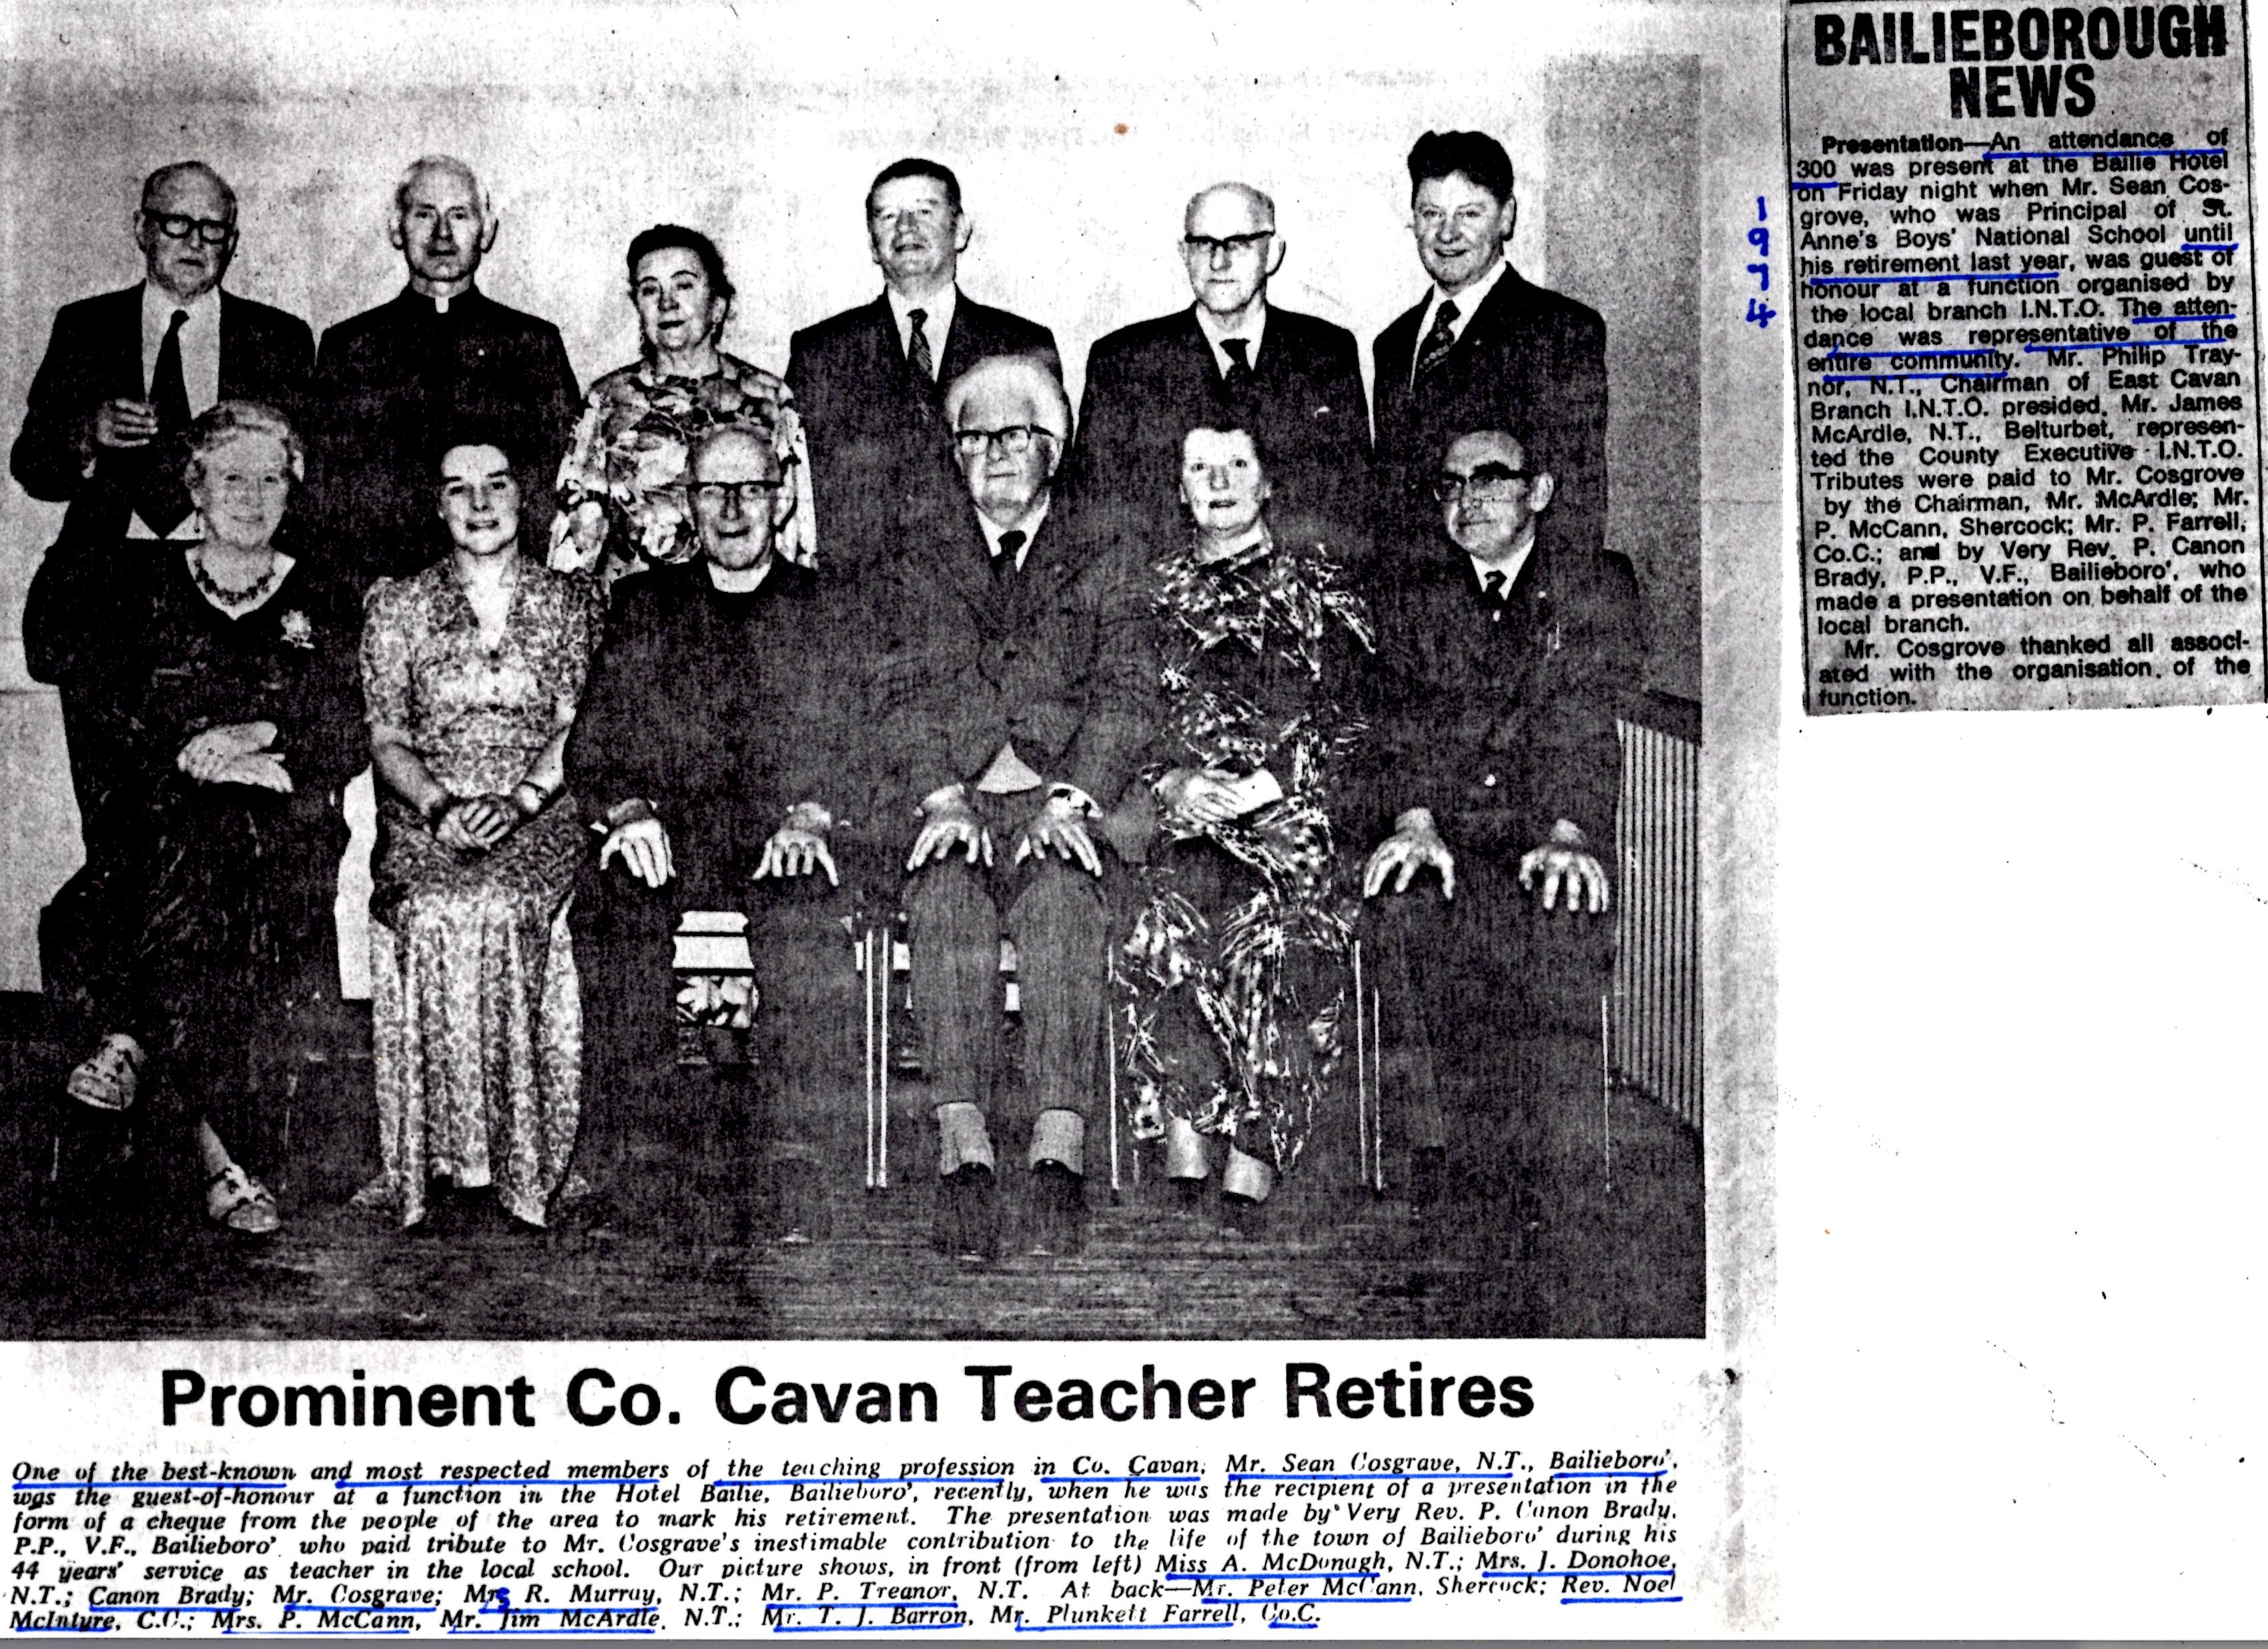 BAILIEBOROUGH
NEWS
Presentation—An attendance of
300 was present at the Bailie Hotel
on Friday night when Mr. Sean Cos-
grove, who was Principal of St.
Anne's Boys' National School until
his retirement last year, was guest of
honour at a function organised by
the local branch I.N.T.O. The atten-
dance was representative of the
entire community. Mr. Philip Tray-
nor, N.T., Chairman of East Cavan
Branch I.N.T.O. presided. Mr. James
McArdle, N.T., Belturbet, represen-
ted the County Executive I.N.T.O.
Tributes were paid to Mr. Cosgrove
by the Chairman, Mr. McArdle; Mr.
P. McCann, Shercock; Mr. P. Farrell,
Co.C.; and by Very Rev. P. Canon
Brady, P.P., V.F., Bailieboro', who
made a presentation on behalf of the
local branch.
Mr. Cosgrove thanked all associ-
ated with the organisation of the
function.
1974
Prominent Co. Cavan Teacher Retires
One of the best-known and most respected members of the teaching profession in Co. Cavan, Mr. Sean Cosgrave, N.T., Bailieboro',
was the guest-of-honour at a function in the Hotel Bailie, Bailieboro', recently, when he was the recipient of a presentation in the
form of a cheque from the people of the area to mark his retirement. The presentation was made by Very Rev. P. Canon Brady,
P.P., V.F., Bailieboro' who paid tribute to Mr. Cosgrave's inestimable contribution to the life of the town of Bailieboro' during his
44 years' service as teacher in the local school. Our picture shows, in front (from left) Miss A. McDonagh, N.T.; Mrs. J. Donohoe,
N.T.; Canon Brady; Mr. Cosgrave; Mrs R. Murray, N.T.; Mr. P. Treanor, N.T. At back—Mr. Peter McCann, Shercock; Rev. Noel
McIntyre, C.C.; Mrs. P. McCann, Mr. Jim McArdle, N.T.; Mr. T. J. Barron, Mr. Plunkett Farrell, Co.C.